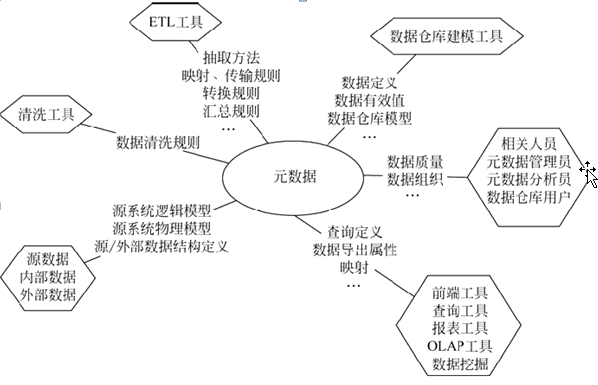 ETL工具
抽取方法
映射、传输规则
转换规则
汇总规则
…
数据仓库建模工具
数据定义
数据有效值
数据仓库模型
…
清洗工具
数据清洗规则
元数据
数据质量
数据组织
…
相关人员
元数据管理员
元数据分析员
数据仓库用户
源系统逻辑模型
源系统物理模型
源/外部数据结构定义
源数据
内部数据
外部数据
查询定义
数据导出属性
映射
…
前端工具
查询工具
报表工具
OLAP工具
数据挖掘